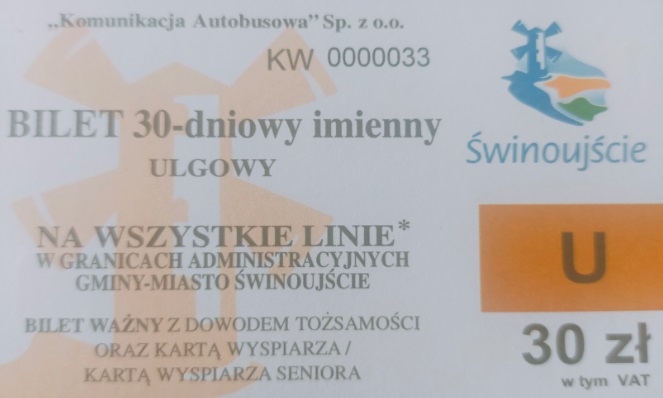 „Komunikacja Autobusowa” Sp. z o.o.
KW 0000033
BILET 30-dniowy imienny
ULGOWY
Świnoujście
NA WSZYSTKIE LINIE*
W GRANICACH ADMINISTRACYJNYCH
GMINY-MIASTO ŚWINOUJŚCIE
U
BILET WAŻNY Z DOWODEM TOŻSAMOŚCI
ORAZ KARTĄ WYSPIARZA /
KARTĄ WYSPIARZA SENIORA
30 zł
w tym VAT